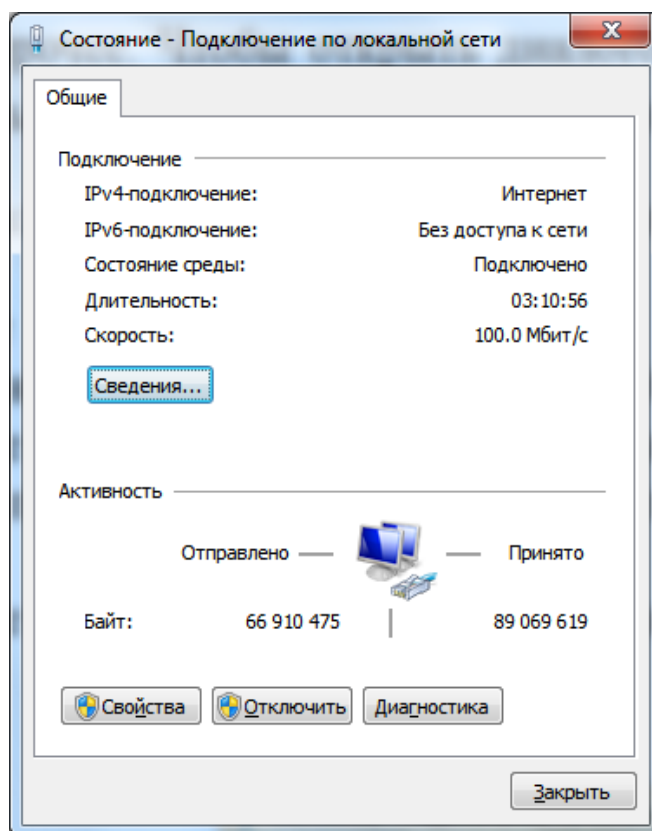 Состояние - Подключение по локальной сети
Общие
Подключение
IPv4-подключение: Интернет
IPv6-подключение: Без доступа к сети
Состояние среды: Подключено
Длительность: 03:10:56
Скорость: 100.0 Мбит/с
Сведения...
Активность
Отправлено Принято
Байт: 66 910 475 89 069 619
Свойства Отключить Диагностика
Закрыть